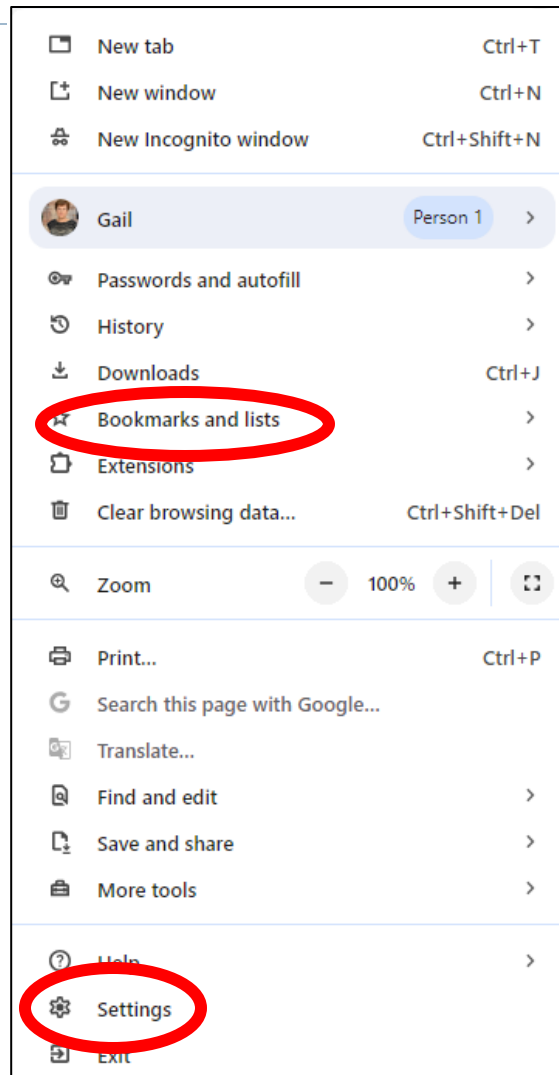 New tab Ctrl+T
New window Ctrl+N
New Incognito window Ctrl+Shift+N
Gail Person 1
Passwords and autofill
History
Downloads Ctrl+J
Bookmarks and lists
Extensions
Clear browsing data... Ctrl+Shift+Del
Zoom − 100% +
Print... Ctrl+P
Search this page with Google...
Translate...
Find and edit
Save and share
More tools
Help
Settings
Exit